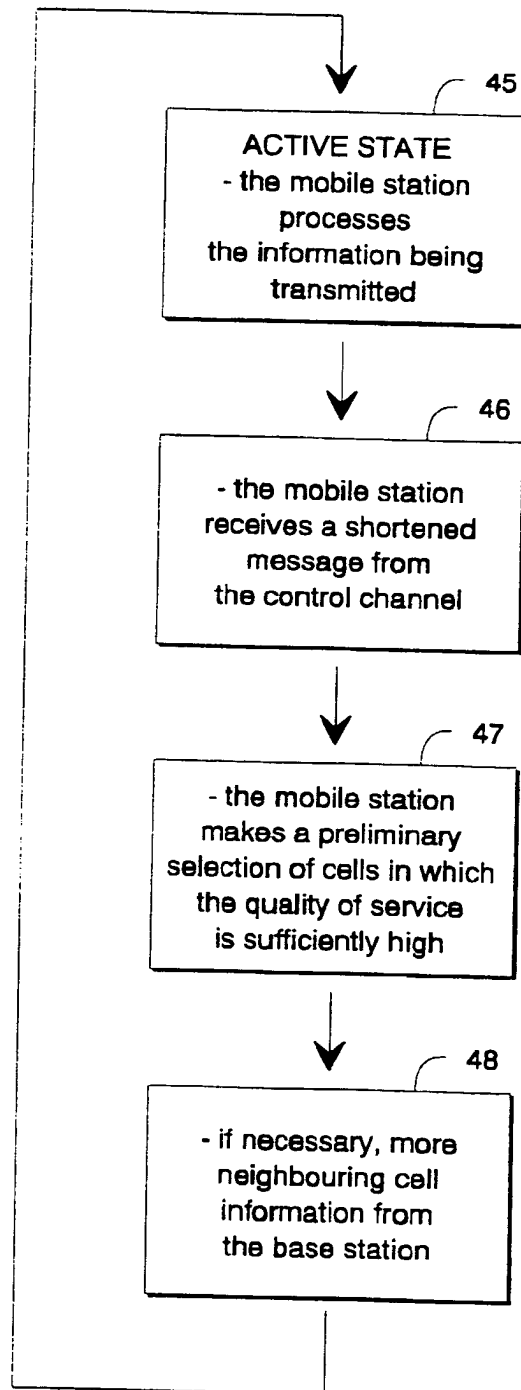 45
ACTIVE STATE
- the mobile station
processes
the information being
transmitted
46
- the mobile station
receives a shortened
message from
the control channel
47
- the mobile station
makes a preliminary
selection of cells in which
the quality of service
is sufficiently high
48
- if necessary, more
neighbouring cell
information from
the base station